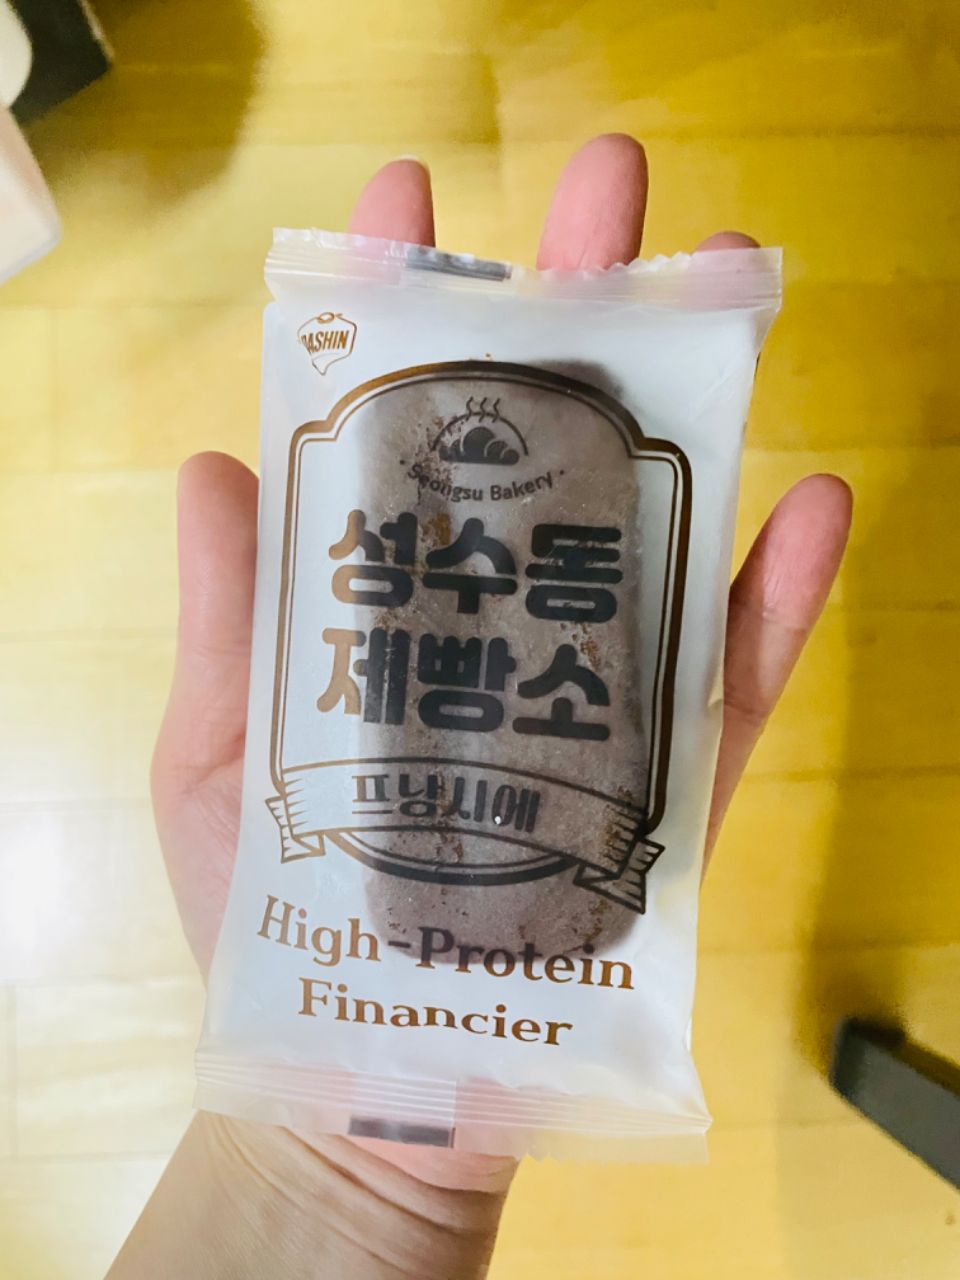 DASHIN
· Seongsu Bakery ·
성수동
제빵소
프낭시에
High-Protein
Financier